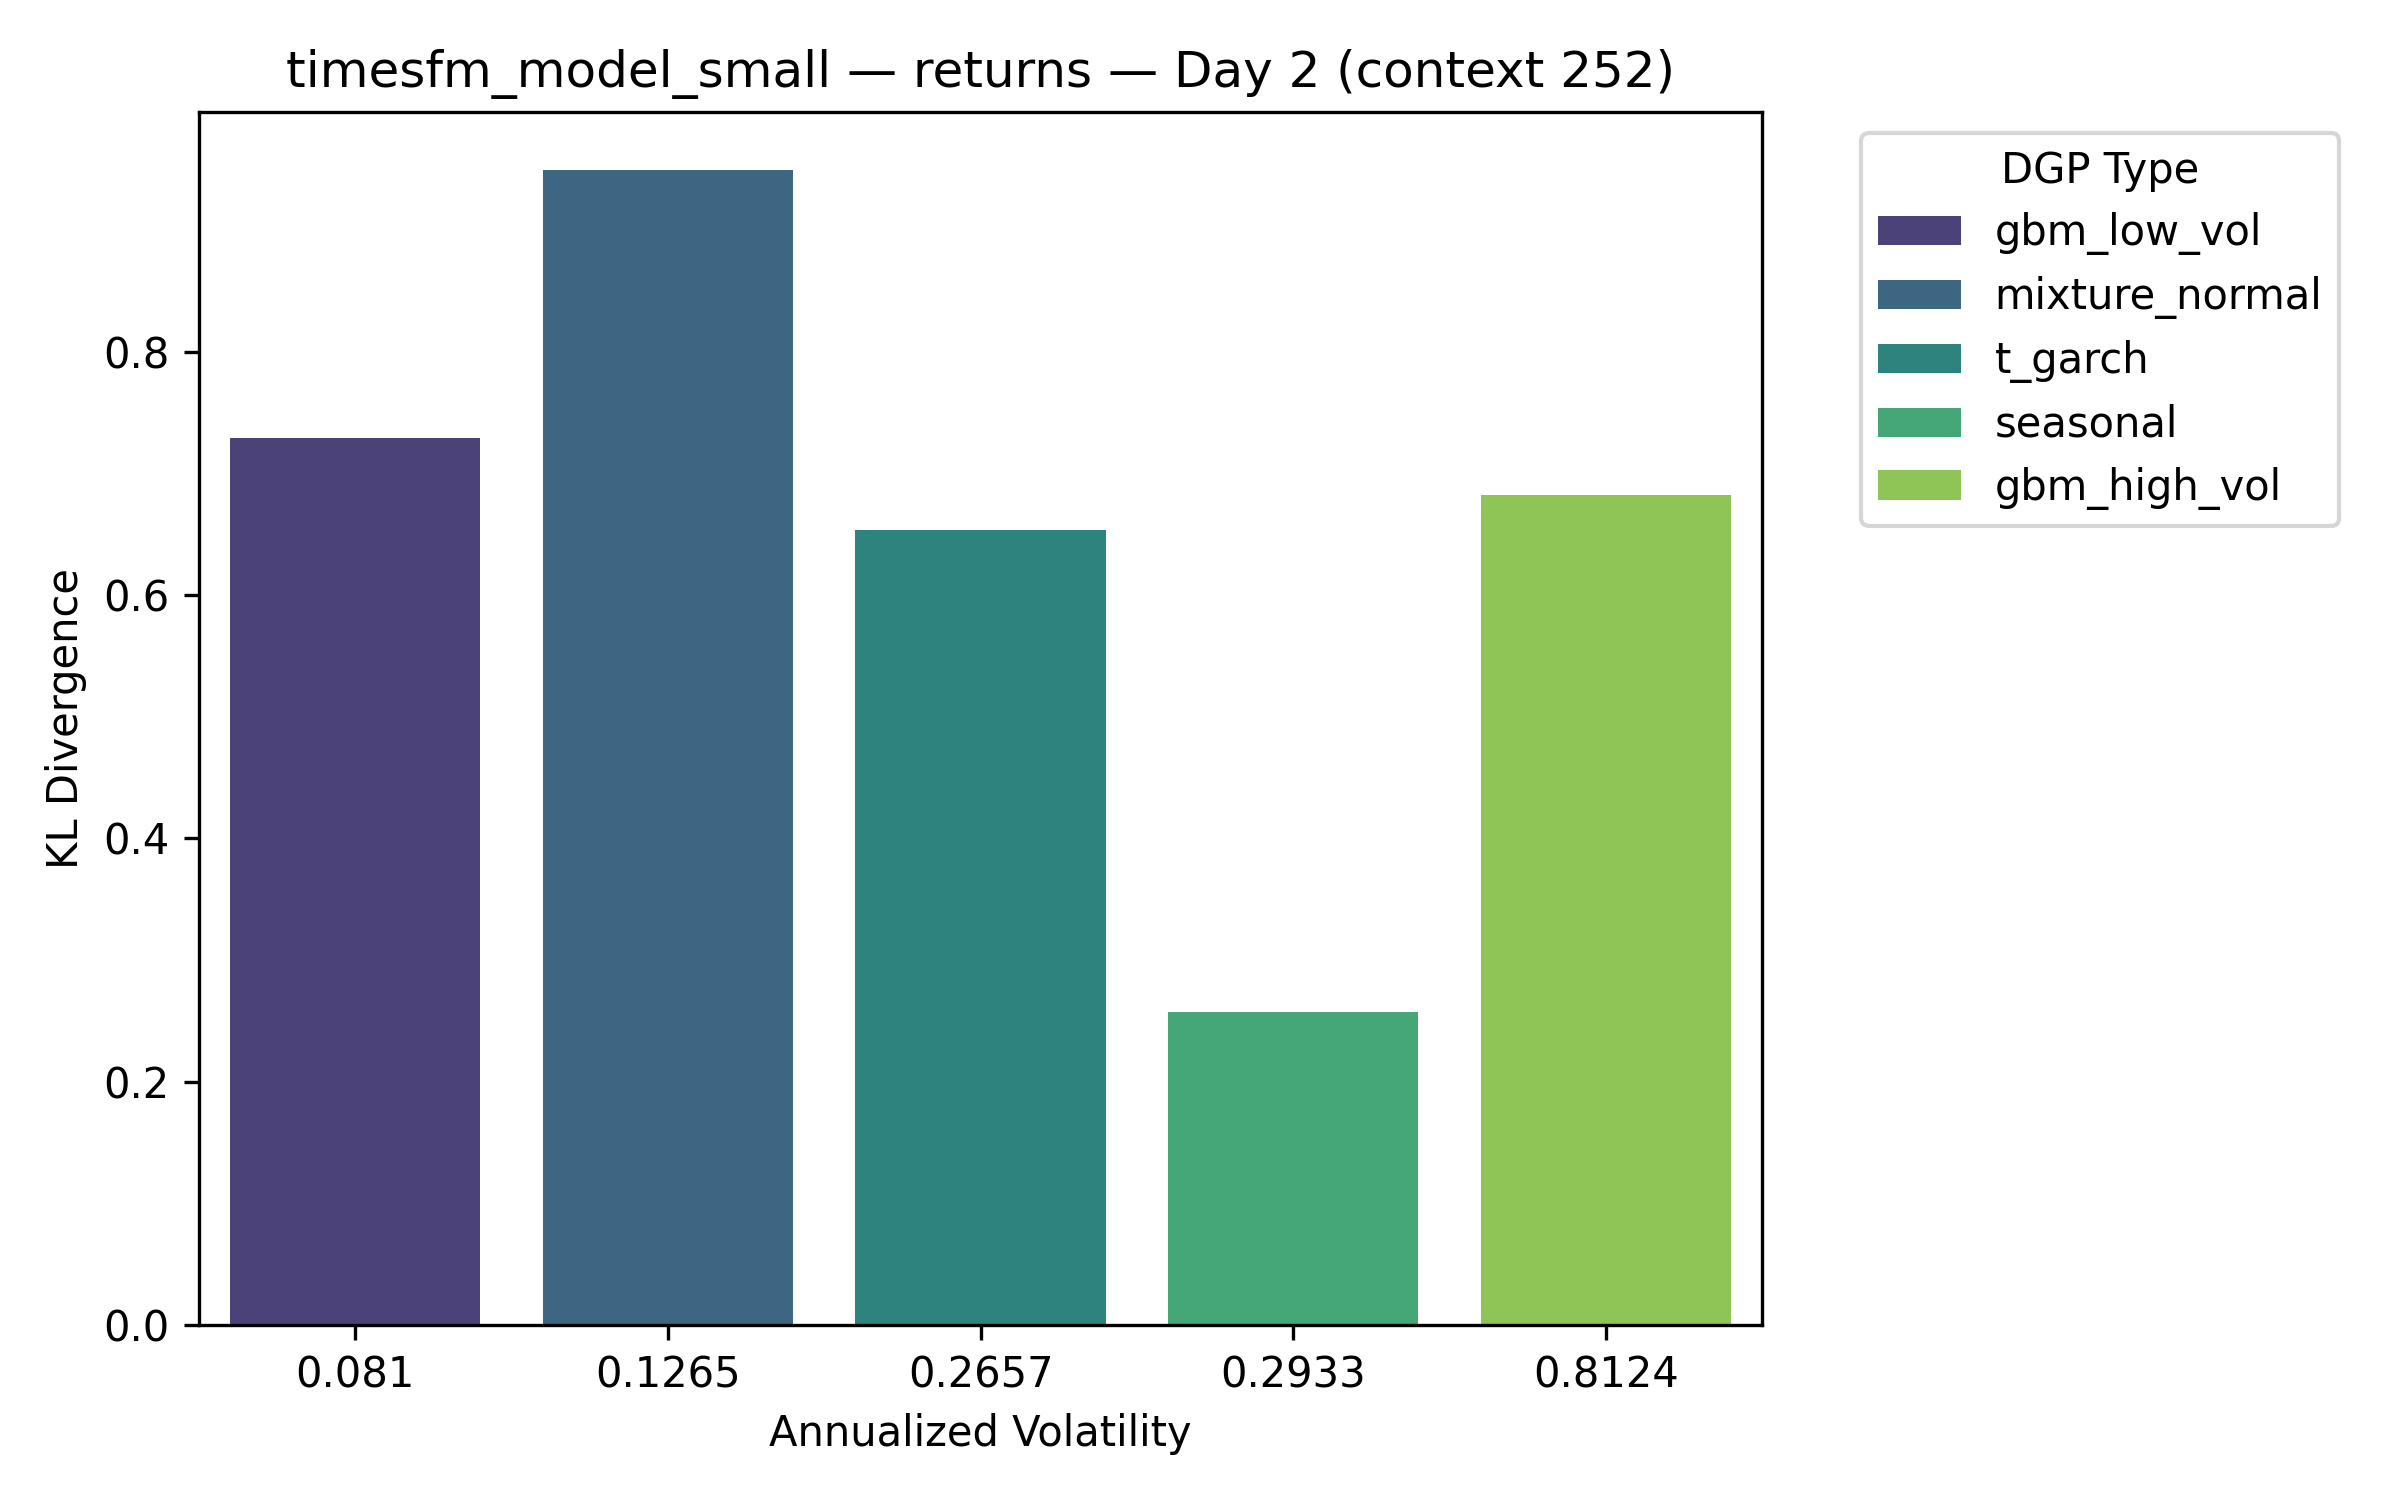 timesfm_model_small — returns — Day 2 (context 252)
DGP Type
gbm_low_vol
mixture_normal
t_garch
seasonal
gbm_high_vol
KL Divergence
0.8
0.6
0.4
0.2
0.0
0.081 0.1265 0.2657 0.2933 0.8124
Annualized Volatility